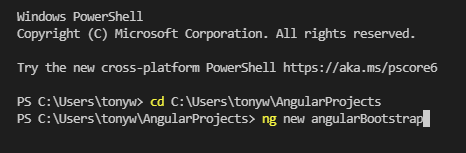 Windows PowerShell
Copyright (C) Microsoft Corporation. All rights reserved.
Try the new cross-platform PowerShell https://aka.ms/pscore6
PS C:\Users\tonyw> cd C:\Users\tonyw\AngularProjects
PS C:\Users\tonyw\AngularProjects> ng new angularBootstrap